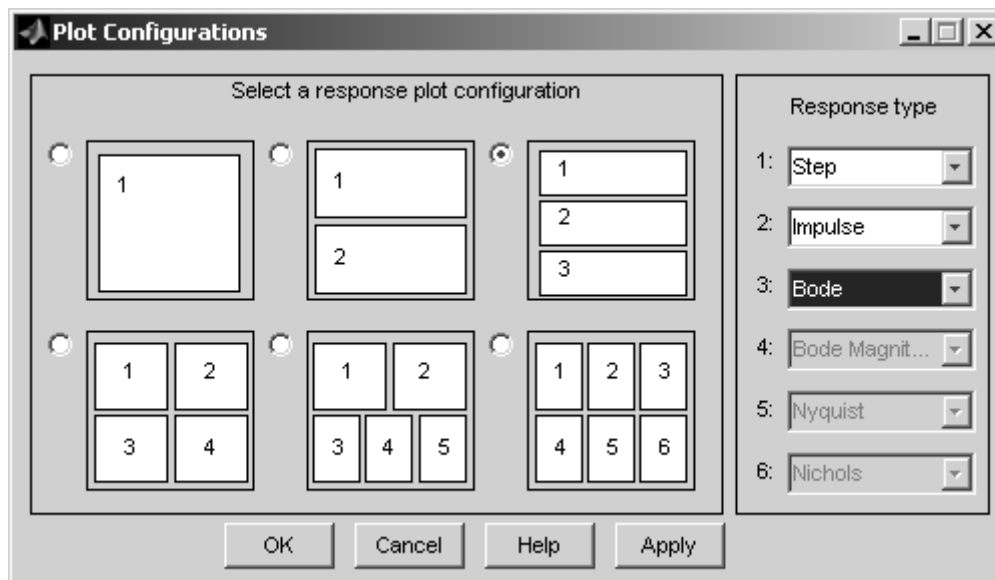 Plot Configurations
Select a response plot configuration
1
1
2
1
2
3
1 2
3 4
1 2
3 4 5
1 2 3
4 5 6
Response type
1: Step
2: Impulse
3: Bode
4: Bode Magnit...
5: Nyquist
6: Nichols
OK Cancel Help Apply